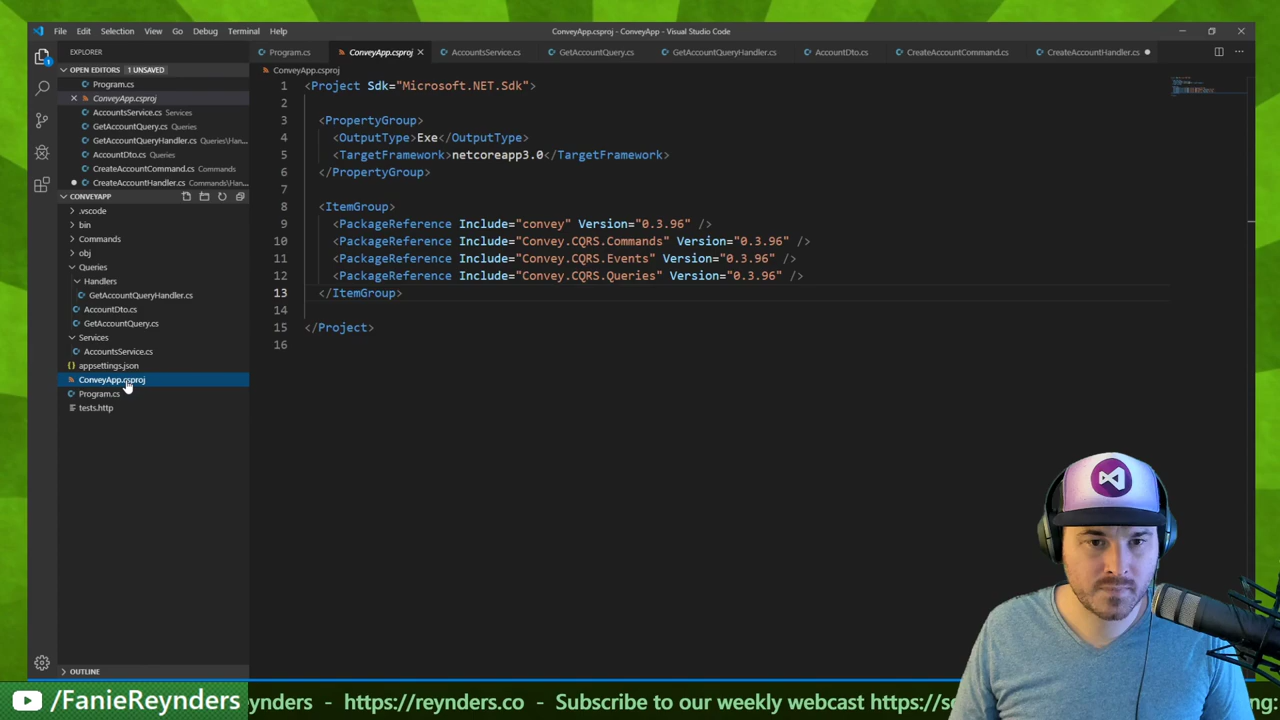 File Edit Selection View Go Debug Terminal Help
ConveyApp.csproj - ConveyApp - Visual Studio Code
EXPLORER
OPEN EDITORS 1 UNSAVED
Program.cs
ConveyApp.csproj
AccountsService.cs Services
GetAccountQuery.cs Queries
GetAccountQueryHandler.cs Queries\Han...
AccountDto.cs Queries
CreateAccountCommand.cs Commands
CreateAccountHandler.cs Commands\Han...
CONVEYAPP
.vscode
bin
Commands
obj
Queries
Handlers
GetAccountQueryHandler.cs
AccountDto.cs
GetAccountQuery.cs
Services
AccountsService.cs
appsettings.json
ConveyApp.csproj
Program.cs
tests.http
OUTLINE
Program.cs ConveyApp.csproj AccountsService.cs GetAccountQuery.cs GetAccountQueryHandler.cs AccountDto.cs CreateAccountCommand.cs CreateAccountHandler.cs
ConveyApp.csproj
1 <Project Sdk="Microsoft.NET.Sdk">
2
3 <PropertyGroup>
4 <OutputType>Exe</OutputType>
5 <TargetFramework>netcoreapp3.0</TargetFramework>
6 </PropertyGroup>
7
8 <ItemGroup>
9 <PackageReference Include="convey" Version="0.3.96" />
10 <PackageReference Include="Convey.CQRS.Commands" Version="0.3.96" />
11 <PackageReference Include="Convey.CQRS.Events" Version="0.3.96" />
12 <PackageReference Include="Convey.CQRS.Queries" Version="0.3.96" />
13 </ItemGroup>
14
15 </Project>
16
/FanieReynders
ynders - https://reynders.co - Subscribe to our weekly webcast https://s